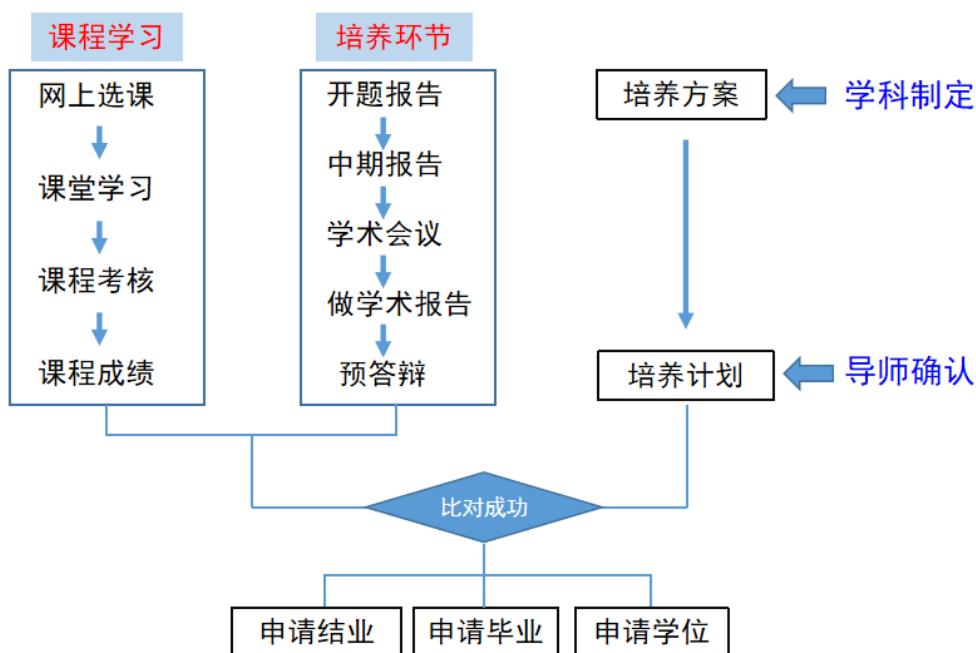 课程学习
网上选课
课堂学习
课程考核
课程成绩
培养环节
开题报告
中期报告
学术会议
做学术报告
预答辩
培养方案
学科制定
培养计划
导师确认
比对成功
申请结业
申请毕业
申请学位